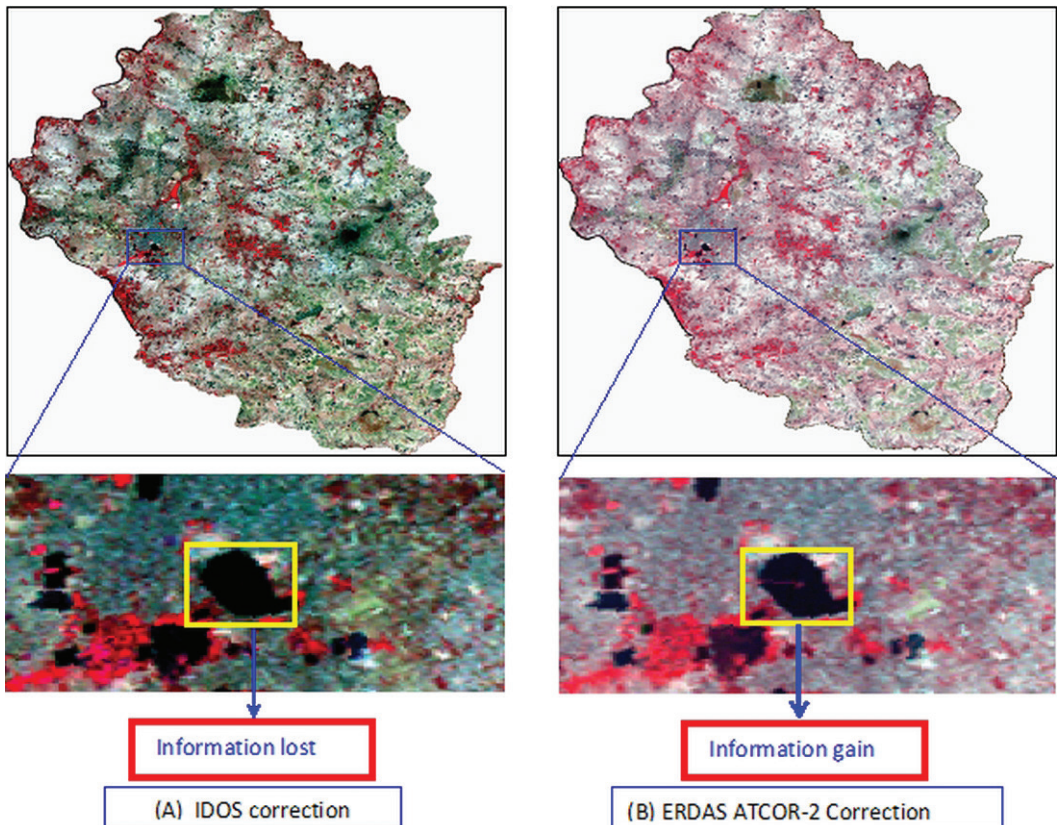 Information lost
Information gain
(A) IDOS correction
(B) ERDAS ATCOR-2 Correction